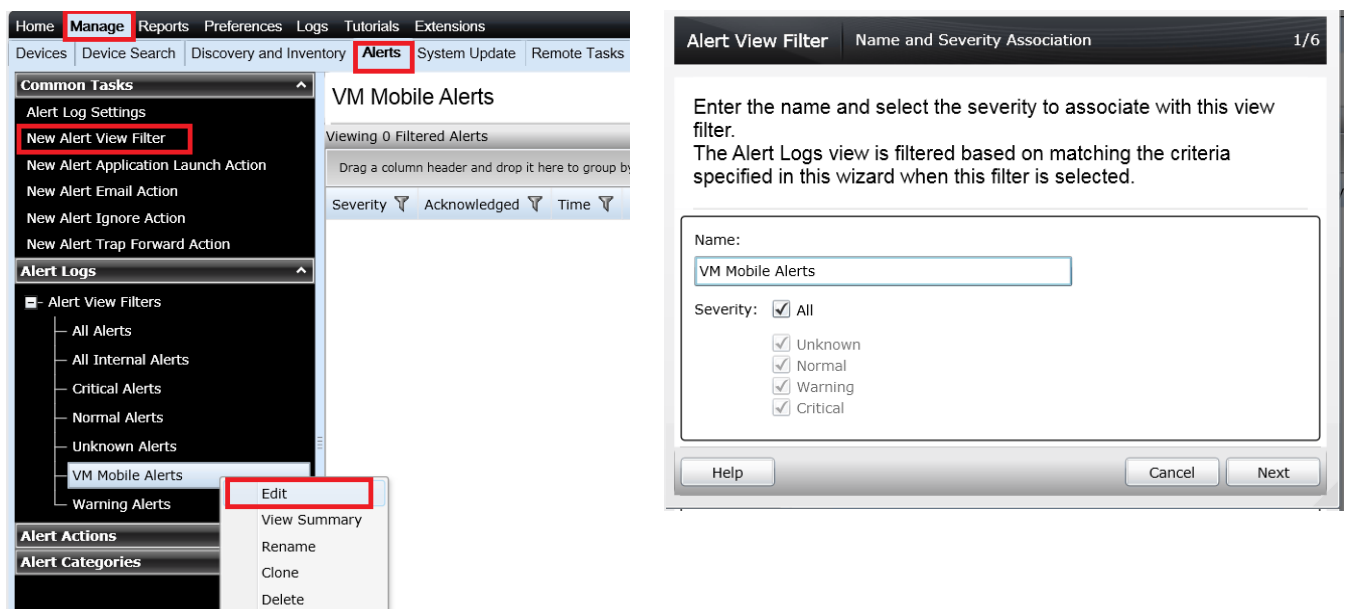 Home Manage Reports Preferences Logs Tutorials Extensions
Devices Device Search Discovery and Inventory Alerts System Update Remote Tasks
Common Tasks
Alert Log Settings
New Alert View Filter
New Alert Application Launch Action
New Alert Email Action
New Alert Ignore Action
New Alert Trap Forward Action
Alert Logs
Alert View Filters
All Alerts
All Internal Alerts
Critical Alerts
Normal Alerts
Unknown Alerts
VM Mobile Alerts
Warning Alerts
Alert Actions
Alert Categories
Edit
View Summary
Rename
Clone
Delete
VM Mobile Alerts
Viewing 0 Filtered Alerts
Drag a column header and drop it here to group by
Severity Acknowledged Time
Alert View Filter Name and Severity Association 1/6
Enter the name and select the severity to associate with this view
filter.
The Alert Logs view is filtered based on matching the criteria
specified in this wizard when this filter is selected.
Name:
VM Mobile Alerts
Severity: All
Unknown
Normal
Warning
Critical
Help Cancel Next